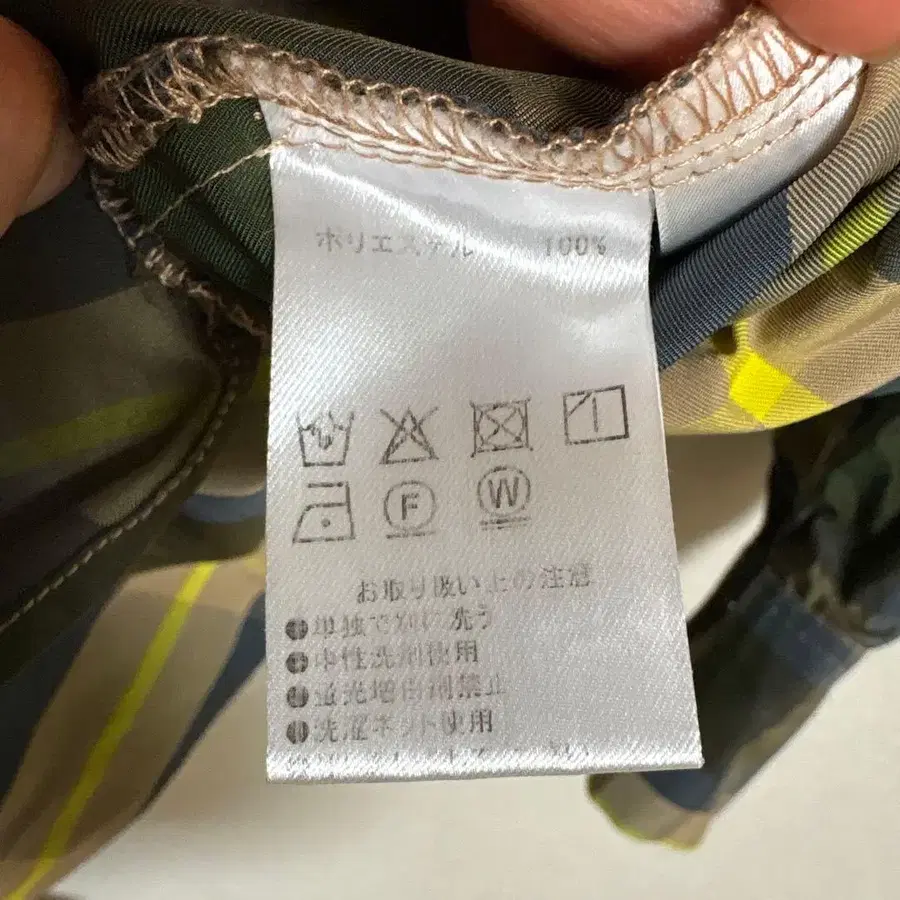 ポリエステル 100%
F W
お取り扱い上の注意
●単独で
●中性洗剤使用
●蛍光増白剤禁止
●洗濯ネット使用